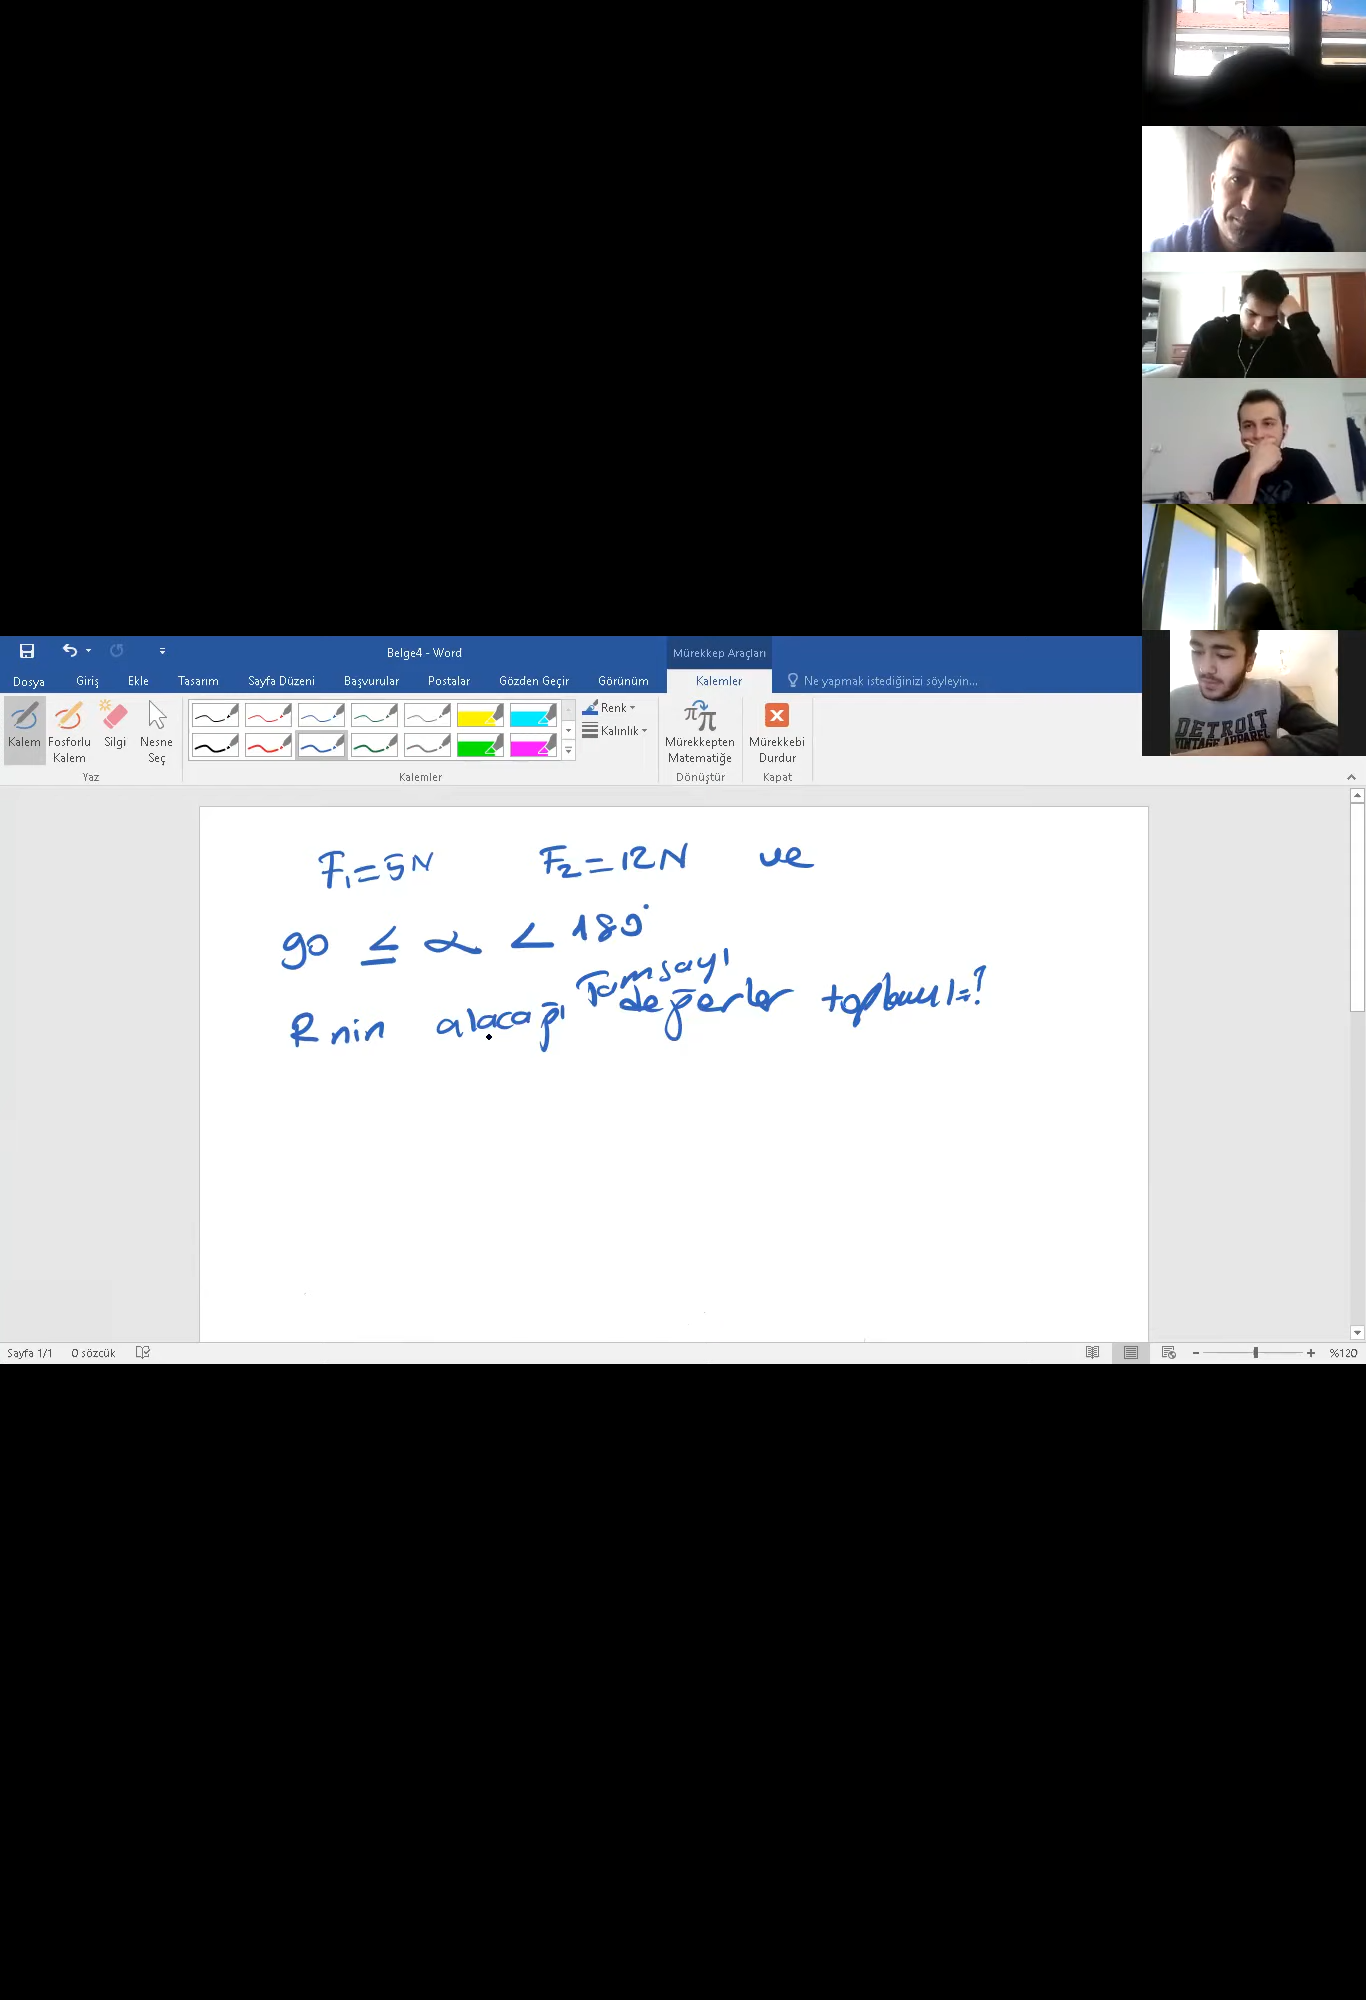 Belge4 - Word
Mürekkep Araçları
Dosya Giriş Ekle Tasarım Sayfa Düzeni Başvurular Postalar Gözden Geçir Görünüm Kalemler Ne yapmak istediğinizi söyleyin...
Kalem Fosforlu Kalem Silgi Nesne Seç
Renk
Kalınlık
Mürekkepten Matematiğe
Mürekkebi Durdur
Yaz Kalemler Dönüştür Kapat
DETROIT
VINTAGE APPAREL
F₁=5N F₂=12N ve
90 ≤ α < 180°
Tamsayı
R nin alacağı değerler toplamı=?
Sayfa 1/1 0 sözcük
%120